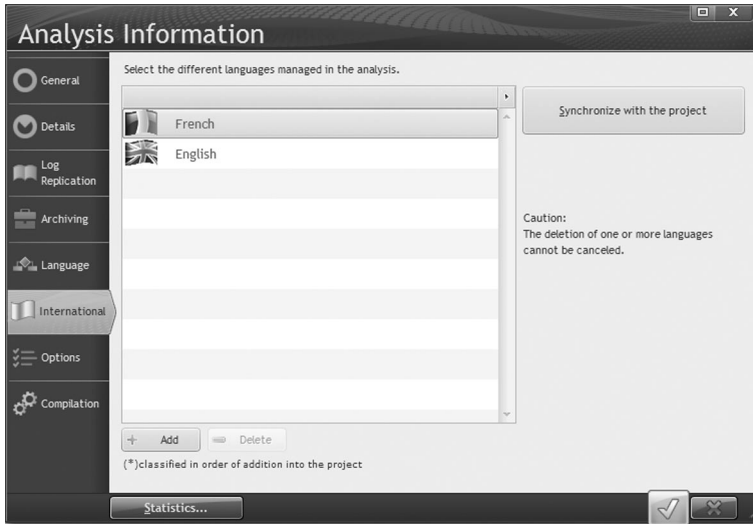 Analysis Information
General
Details
Log
Replication
Archiving
Language
International
Options
Compilation
Select the different languages managed in the analysis.
French
English
Add
Delete
(*)classified in order of addition into the project
Synchronize with the project
Caution:
The deletion of one or more languages
cannot be canceled.
Statistics...